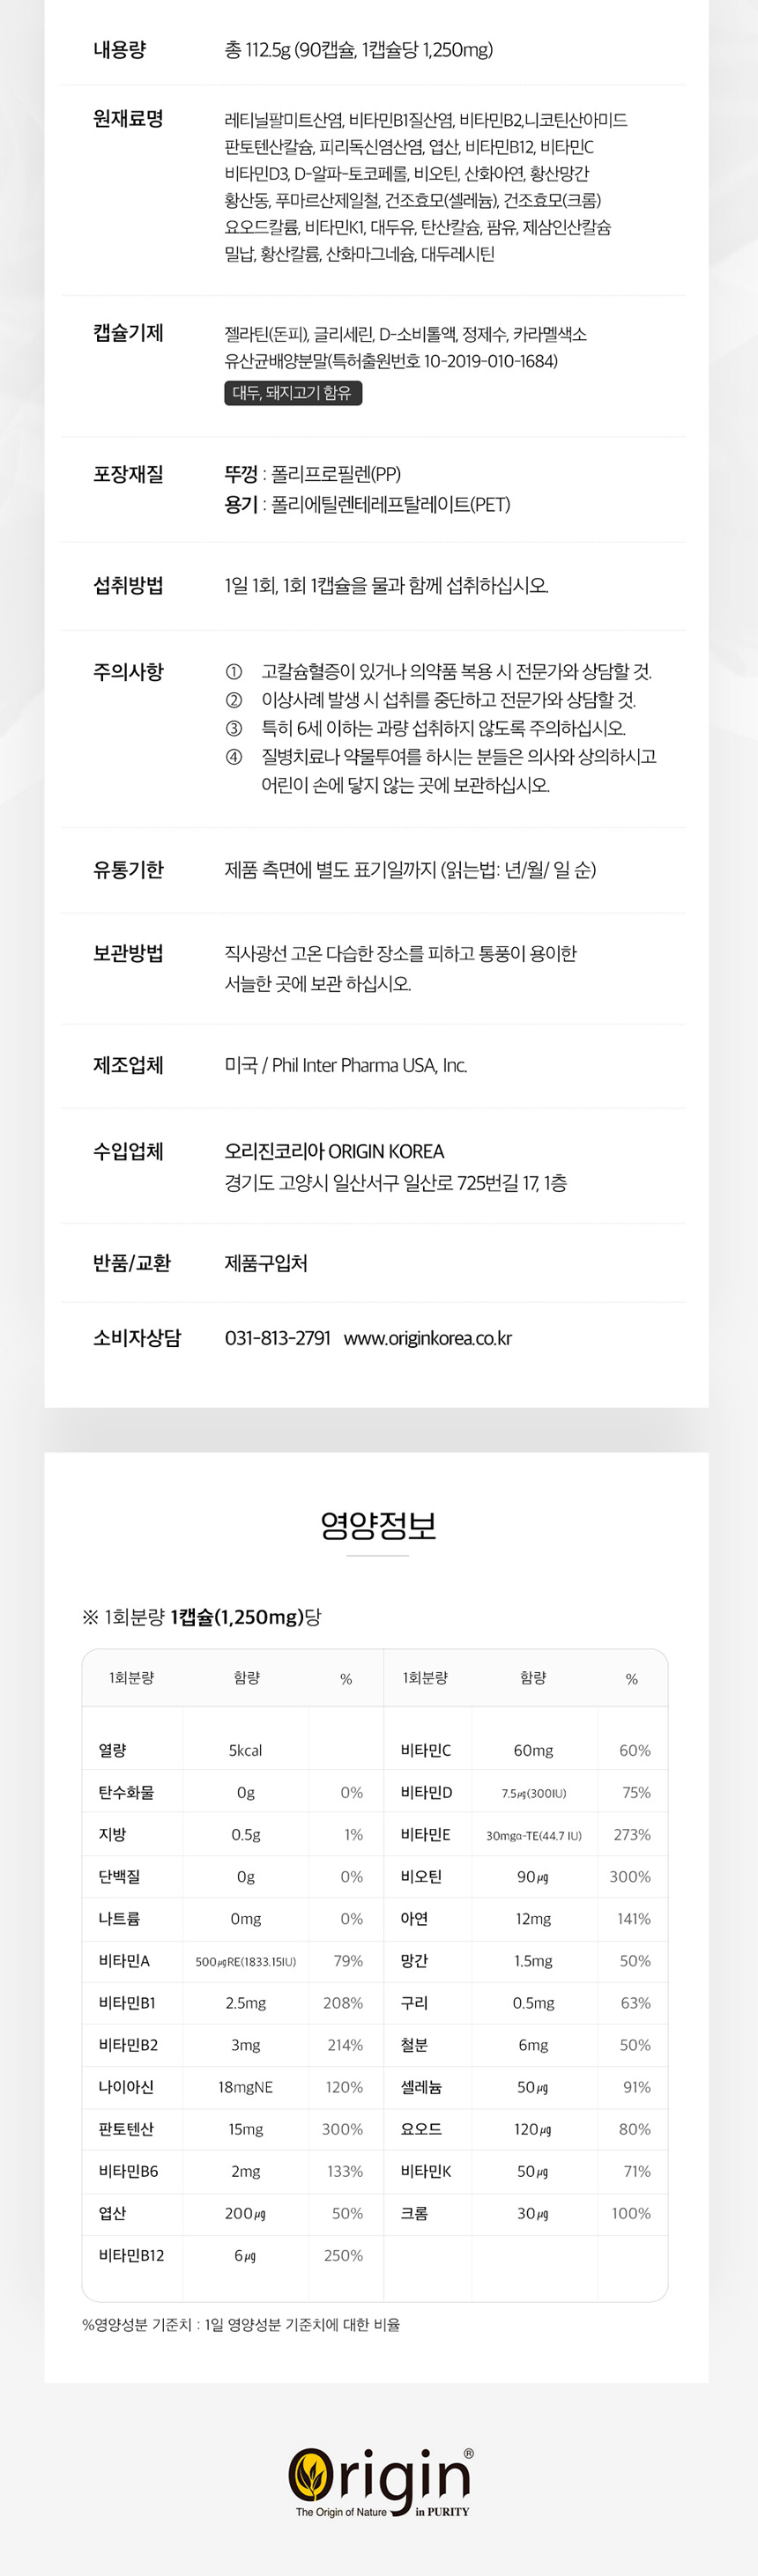 내용량 총 112.5g (90캡슐, 1캡슐당 1,250mg)
원재료명 레티닐팔미트산염, 비타민B1질산염, 비타민B2,니코틴산아미드
판토텐산칼슘, 피리독신염산염, 엽산, 비타민B12, 비타민C
비타민D3, D-알파-토코페롤, 비오틴, 산화아연, 황산망간
황산동, 푸마르산제일철, 건조효모(셀레늄), 건조효모(크롬)
요오드칼륨, 비타민K1, 대두유, 탄산칼슘, 팜유, 제삼인산칼슘
밀납, 황산칼륨, 산화마그네슘, 대두레시틴
캡슐기제 젤라틴(돈피), 글리세린, D-소비톨액, 정제수, 카라멜색소
유산균배양분말(특허출원번호 10-2019-010-1684)
대두, 돼지고기 함유
포장재질 뚜껑 : 폴리프로필렌(PP)
용기 : 폴리에틸렌테레프탈레이트(PET)
섭취방법 1일 1회, 1회 1캡슐을 물과 함께 섭취하십시오.
주의사항 ① 고칼슘혈증이 있거나 의약품 복용 시 전문가와 상담할 것.
② 이상사례 발생 시 섭취를 중단하고 전문가와 상담할 것.
③ 특히 6세 이하는 과량 섭취하지 않도록 주의하십시오.
④ 질병치료나 약물투여를 하시는 분들은 의사와 상의하시고
어린이 손에 닿지 않는 곳에 보관하십시오.
유통기한 제품 측면에 별도 표기일까지 (읽는법: 년/월/ 일 순)
보관방법 직사광선 고온 다습한 장소를 피하고 통풍이 용이한
서늘한 곳에 보관 하십시오.
제조업체 미국 / Phil Inter Pharma USA, Inc.
수입업체 오리진코리아 ORIGIN KOREA
경기도 고양시 일산서구 일산로 725번길 17, 1층
반품/교환 제품구입처
소비자상담 031-813-2791 www.originkorea.co.kr
영양정보
※ 1회분량 1캡슐(1,250mg)당
1회분량 함량 % 1회분량 함량 %
열량 5kcal 비타민C 60mg 60%
탄수화물 0g 0% 비타민D 7.5㎍(300IU) 75%
지방 0.5g 1% 비타민E 30mgα-TE(44.7 IU) 273%
단백질 0g 0% 비오틴 90㎍ 300%
나트륨 0mg 0% 아연 12mg 141%
비타민A 500㎍RE(1833.15IU) 79% 망간 1.5mg 50%
비타민B1 2.5mg 208% 구리 0.5mg 63%
비타민B2 3mg 214% 철분 6mg 50%
나이아신 18mgNE 120% 셀레늄 50㎍ 91%
판토텐산 15mg 300% 요오드 120㎍ 80%
비타민B6 2mg 133% 비타민K 50㎍ 71%
엽산 200㎍ 50% 크롬 30㎍ 100%
비타민B12 6㎍ 250%
%영양성분 기준치 : 1일 영양성분 기준치에 대한 비율
Origin®
The Origin of Nature in PURITY